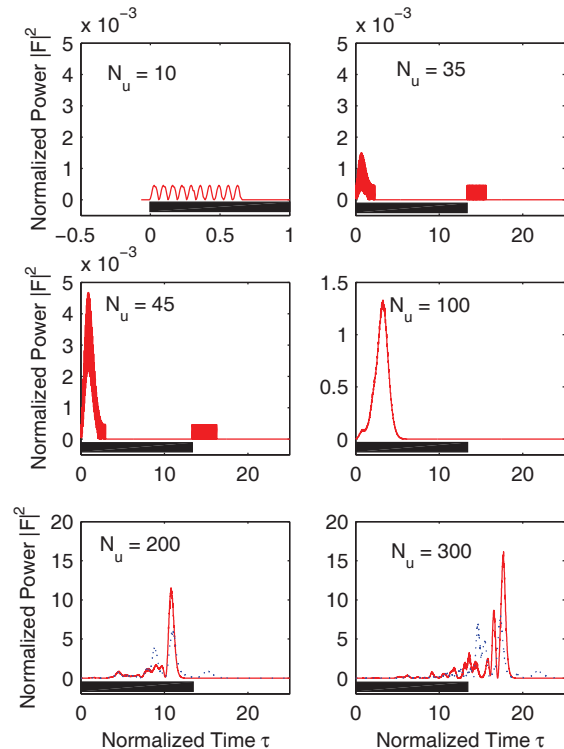 x 10⁻³
x 10⁻³
Normalized Power |F|²
5
4
3
2
1
0
N_u = 10
-0.5 0 0.5 1
5
4
3
2
1
0
N_u = 35
0 10 20
x 10⁻³
Normalized Power |F|²
5
4
3
2
1
0
N_u = 45
0 10 20
1.5
1
0.5
0
N_u = 100
0 10 20
Normalized Power |F|²
20
15
10
5
0
N_u = 200
0 10 20
Normalized Time τ
20
15
10
5
0
N_u = 300
0 10 20
Normalized Time τ